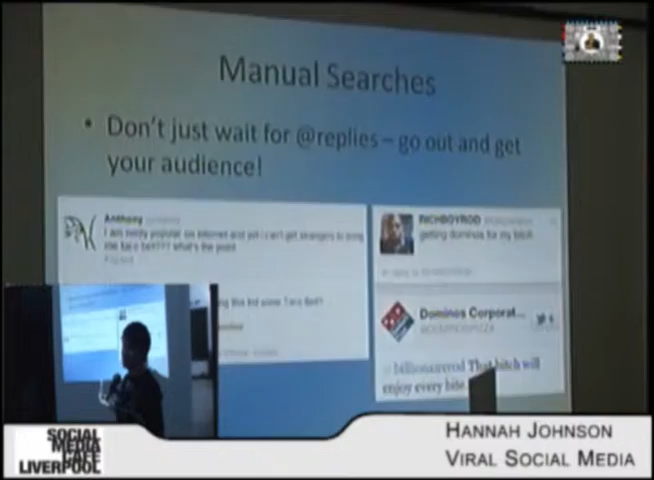 Manual Searches
• Don't just wait for @replies – go out and get
your audience!
Anthony
I am really popular on internet and yet i can't get strangers to bring
me taco bell??? what's the point
RICHBOYROD
getting dominos for my bitch
Dominos Corporat...
billionairerod That bitch will
enjoy every bite.
SOCIAL
MEDIA
CAFE
LIVERPOOL
HANNAH JOHNSON
VIRAL SOCIAL MEDIA